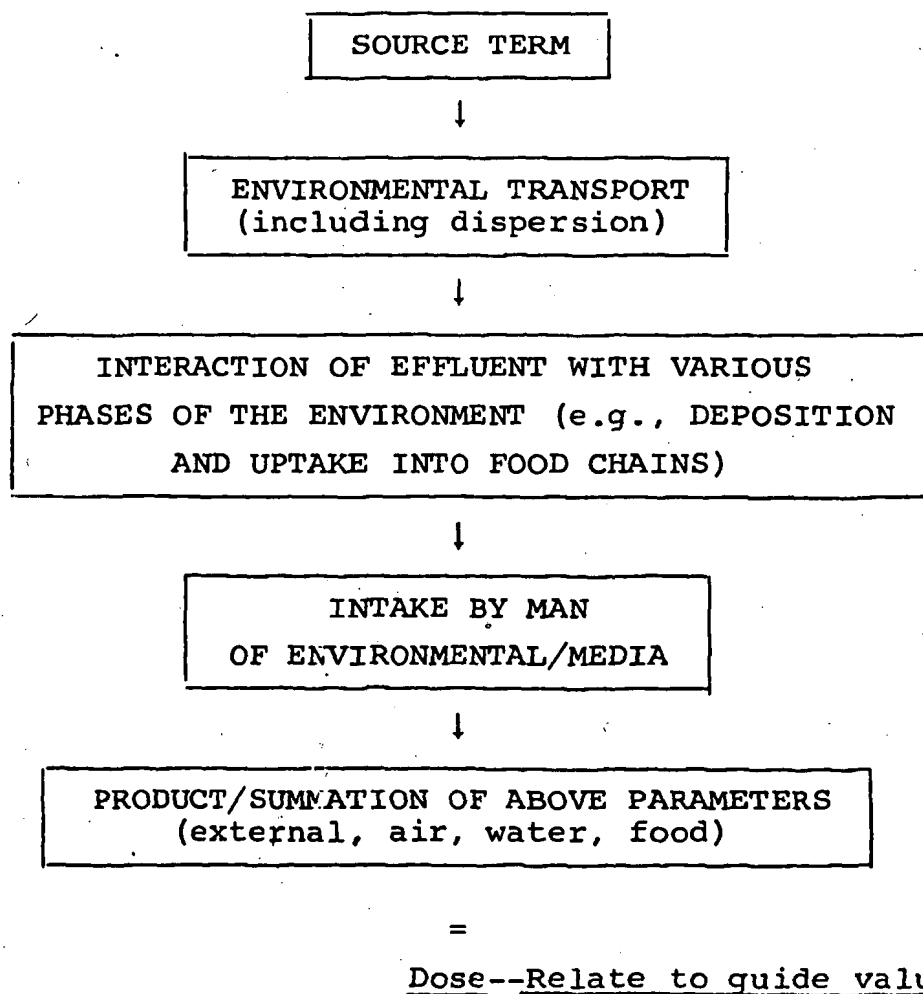 SOURCE TERM
↓
ENVIRONMENTAL TRANSPORT
(including dispersion)
↓
INTERACTION OF EFFLUENT WITH VARIOUS
PHASES OF THE ENVIRONMENT (e.g., DEPOSITION
AND UPTAKE INTO FOOD CHAINS)
↓
INTAKE BY MAN
OF ENVIRONMENTAL/MEDIA
↓
PRODUCT/SUMMATION OF ABOVE PARAMETERS
(external, air, water, food)
=
Dose--Relate to guide valu